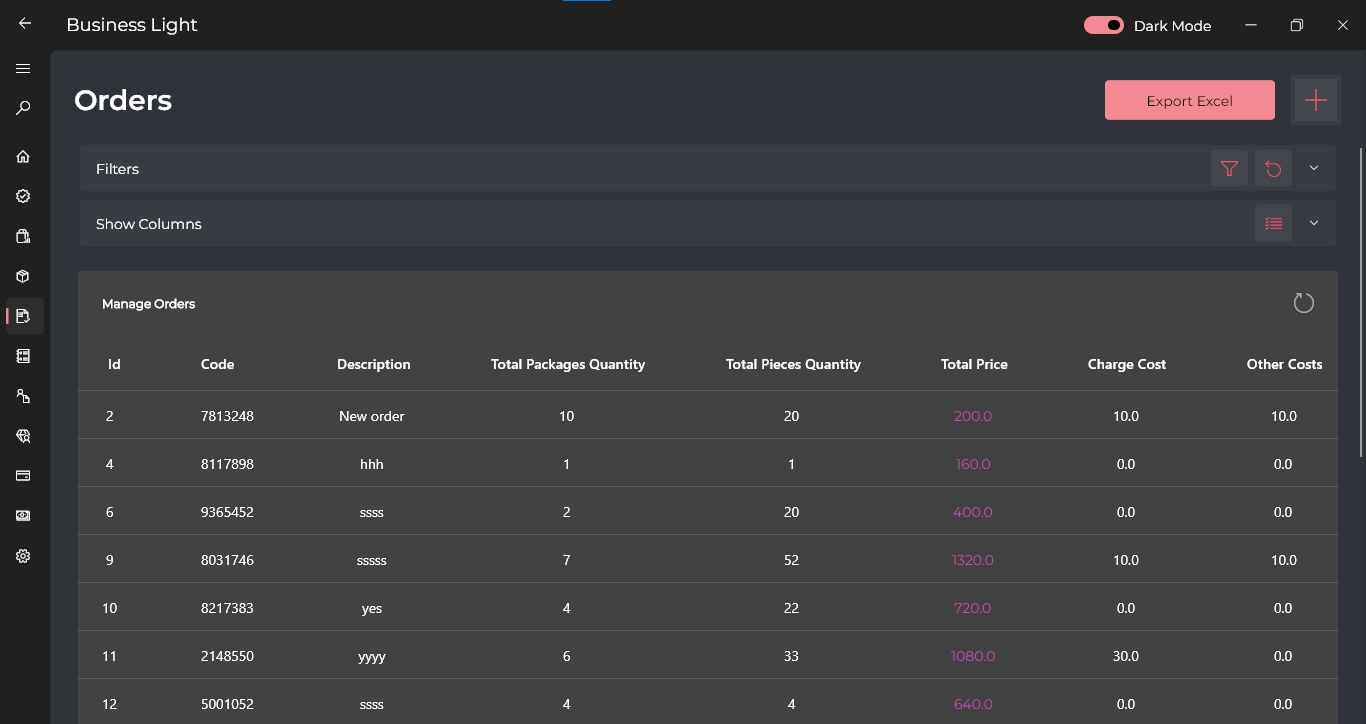 Business Light
Dark Mode
Orders
Export Excel
Filters
Show Columns
Manage Orders
Id Code Description Total Packages Quantity Total Pieces Quantity Total Price Charge Cost Other Costs
2 7813248 New order 10 20 200.0 10.0 10.0
4 8117898 hhh 1 1 160.0 0.0 0.0
6 9365452 ssss 2 20 400.0 0.0 0.0
9 8031746 sssss 7 52 1320.0 10.0 10.0
10 8217383 yes 4 22 720.0 0.0 0.0
11 2148550 yyyy 6 33 1080.0 30.0 0.0
12 5001052 ssss 4 4 640.0 0.0 0.0